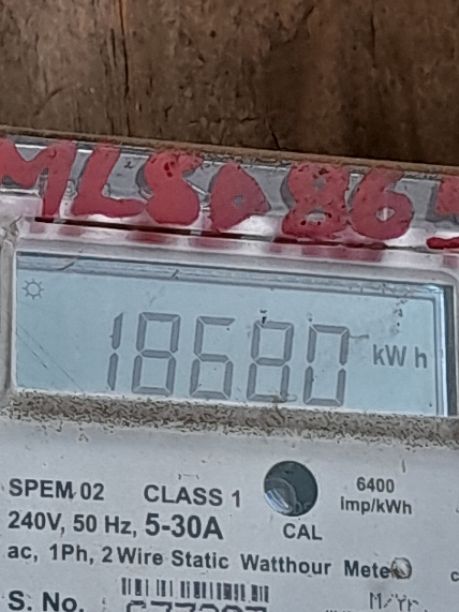 18680
kWh
SPEM 02 CLASS 1
6400
Imp/kWh
240V, 50 Hz, 5-30A
CAL
ac, 1Ph, 2 Wire Static Watthour Meter
S. No.
M/Yr